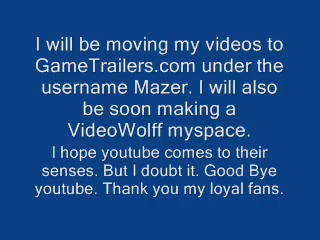 I will be moving my videos to
GameTrailers.com under the
username Mazer. I will also
be soon making a
VideoWolff myspace.
I hope youtube comes to their
senses. But I doubt it. Good Bye
youtube. Thank you my loyal fans.